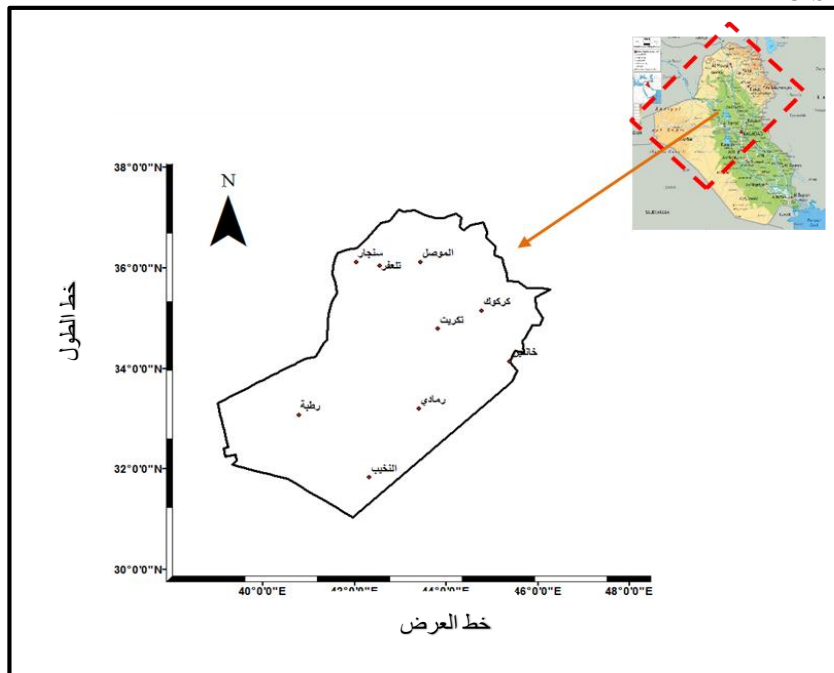 N
38°0'0"N
36°0'0"N
34°0'0"N
32°0'0"N
30°0'0"N
خط الطول
سنجار
تلعفر
الموصل
كركوك
تكريت
خانقين
رمادي
رطبة
النخيب
40°0'0"E
42°0'0"E
44°0'0"E
46°0'0"E
48°0'0"E
خط العرض